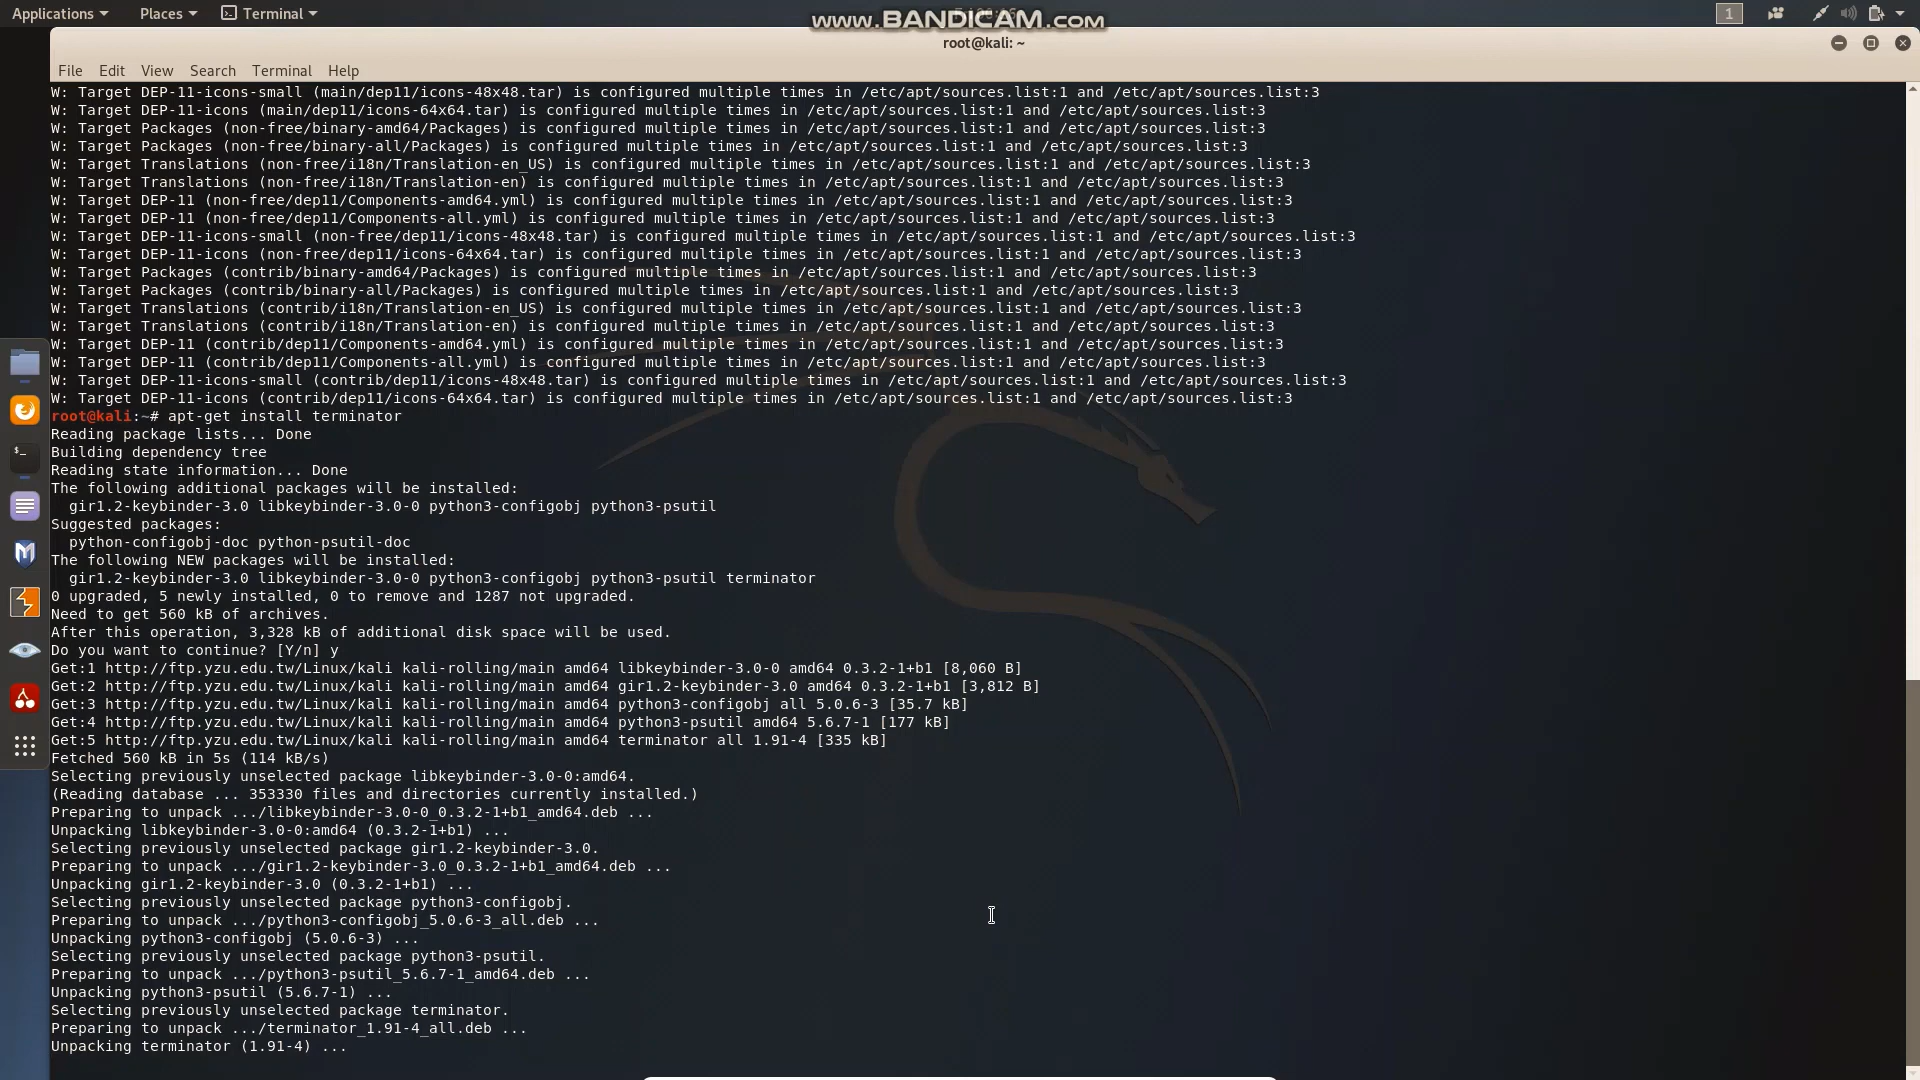 Applications Places Terminal 1
www.BANDICAM.com
root@kali: ~
File Edit View Search Terminal Help
W: Target DEP-11-icons-small (main/dep11/icons-48x48.tar) is configured multiple times in /etc/apt/sources.list:1 and /etc/apt/sources.list:3
W: Target DEP-11-icons (main/dep11/icons-64x64.tar) is configured multiple times in /etc/apt/sources.list:1 and /etc/apt/sources.list:3
W: Target Packages (non-free/binary-amd64/Packages) is configured multiple times in /etc/apt/sources.list:1 and /etc/apt/sources.list:3
W: Target Packages (non-free/binary-all/Packages) is configured multiple times in /etc/apt/sources.list:1 and /etc/apt/sources.list:3
W: Target Translations (non-free/i18n/Translation-en_US) is configured multiple times in /etc/apt/sources.list:1 and /etc/apt/sources.list:3
W: Target Translations (non-free/i18n/Translation-en) is configured multiple times in /etc/apt/sources.list:1 and /etc/apt/sources.list:3
W: Target DEP-11 (non-free/dep11/Components-amd64.yml) is configured multiple times in /etc/apt/sources.list:1 and /etc/apt/sources.list:3
W: Target DEP-11 (non-free/dep11/Components-all.yml) is configured multiple times in /etc/apt/sources.list:1 and /etc/apt/sources.list:3
W: Target DEP-11-icons-small (non-free/dep11/icons-48x48.tar) is configured multiple times in /etc/apt/sources.list:1 and /etc/apt/sources.list:3
W: Target DEP-11-icons (non-free/dep11/icons-64x64.tar) is configured multiple times in /etc/apt/sources.list:1 and /etc/apt/sources.list:3
W: Target Packages (contrib/binary-amd64/Packages) is configured multiple times in /etc/apt/sources.list:1 and /etc/apt/sources.list:3
W: Target Packages (contrib/binary-all/Packages) is configured multiple times in /etc/apt/sources.list:1 and /etc/apt/sources.list:3
W: Target Translations (contrib/i18n/Translation-en_US) is configured multiple times in /etc/apt/sources.list:1 and /etc/apt/sources.list:3
W: Target Translations (contrib/i18n/Translation-en) is configured multiple times in /etc/apt/sources.list:1 and /etc/apt/sources.list:3
W: Target DEP-11 (contrib/dep11/Components-amd64.yml) is configured multiple times in /etc/apt/sources.list:1 and /etc/apt/sources.list:3
W: Target DEP-11 (contrib/dep11/Components-all.yml) is configured multiple times in /etc/apt/sources.list:1 and /etc/apt/sources.list:3
W: Target DEP-11-icons-small (contrib/dep11/icons-48x48.tar) is configured multiple times in /etc/apt/sources.list:1 and /etc/apt/sources.list:3
W: Target DEP-11-icons (contrib/dep11/icons-64x64.tar) is configured multiple times in /etc/apt/sources.list:1 and /etc/apt/sources.list:3
root@kali:~# apt-get install terminator
Reading package lists... Done
Building dependency tree
Reading state information... Done
The following additional packages will be installed:
gir1.2-keybinder-3.0 libkeybinder-3.0-0 python3-configobj python3-psutil
Suggested packages:
python-configobj-doc python-psutil-doc
The following NEW packages will be installed:
gir1.2-keybinder-3.0 libkeybinder-3.0-0 python3-configobj python3-psutil terminator
0 upgraded, 5 newly installed, 0 to remove and 1287 not upgraded.
Need to get 560 kB of archives.
After this operation, 3,328 kB of additional disk space will be used.
Do you want to continue? [Y/n] y
Get:1 http://ftp.yzu.edu.tw/Linux/kali kali-rolling/main amd64 libkeybinder-3.0-0 amd64 0.3.2-1+b1 [8,060 B]
Get:2 http://ftp.yzu.edu.tw/Linux/kali kali-rolling/main amd64 gir1.2-keybinder-3.0 amd64 0.3.2-1+b1 [3,812 B]
Get:3 http://ftp.yzu.edu.tw/Linux/kali kali-rolling/main amd64 python3-configobj all 5.0.6-3 [35.7 kB]
Get:4 http://ftp.yzu.edu.tw/Linux/kali kali-rolling/main amd64 python3-psutil amd64 5.6.7-1 [177 kB]
Get:5 http://ftp.yzu.edu.tw/Linux/kali kali-rolling/main amd64 terminator all 1.91-4 [335 kB]
Fetched 560 kB in 5s (114 kB/s)
Selecting previously unselected package libkeybinder-3.0-0:amd64.
(Reading database ... 353330 files and directories currently installed.)
Preparing to unpack .../libkeybinder-3.0-0_0.3.2-1+b1_amd64.deb ...
Unpacking libkeybinder-3.0-0:amd64 (0.3.2-1+b1) ...
Selecting previously unselected package gir1.2-keybinder-3.0.
Preparing to unpack .../gir1.2-keybinder-3.0_0.3.2-1+b1_amd64.deb ...
Unpacking gir1.2-keybinder-3.0 (0.3.2-1+b1) ...
Selecting previously unselected package python3-configobj.
Preparing to unpack .../python3-configobj_5.0.6-3_all.deb ...
Unpacking python3-configobj (5.0.6-3) ...
Selecting previously unselected package python3-psutil.
Preparing to unpack .../python3-psutil_5.6.7-1_amd64.deb ...
Unpacking python3-psutil (5.6.7-1) ...
Selecting previously unselected package terminator.
Preparing to unpack .../terminator_1.91-4_all.deb ...
Unpacking terminator (1.91-4) ...